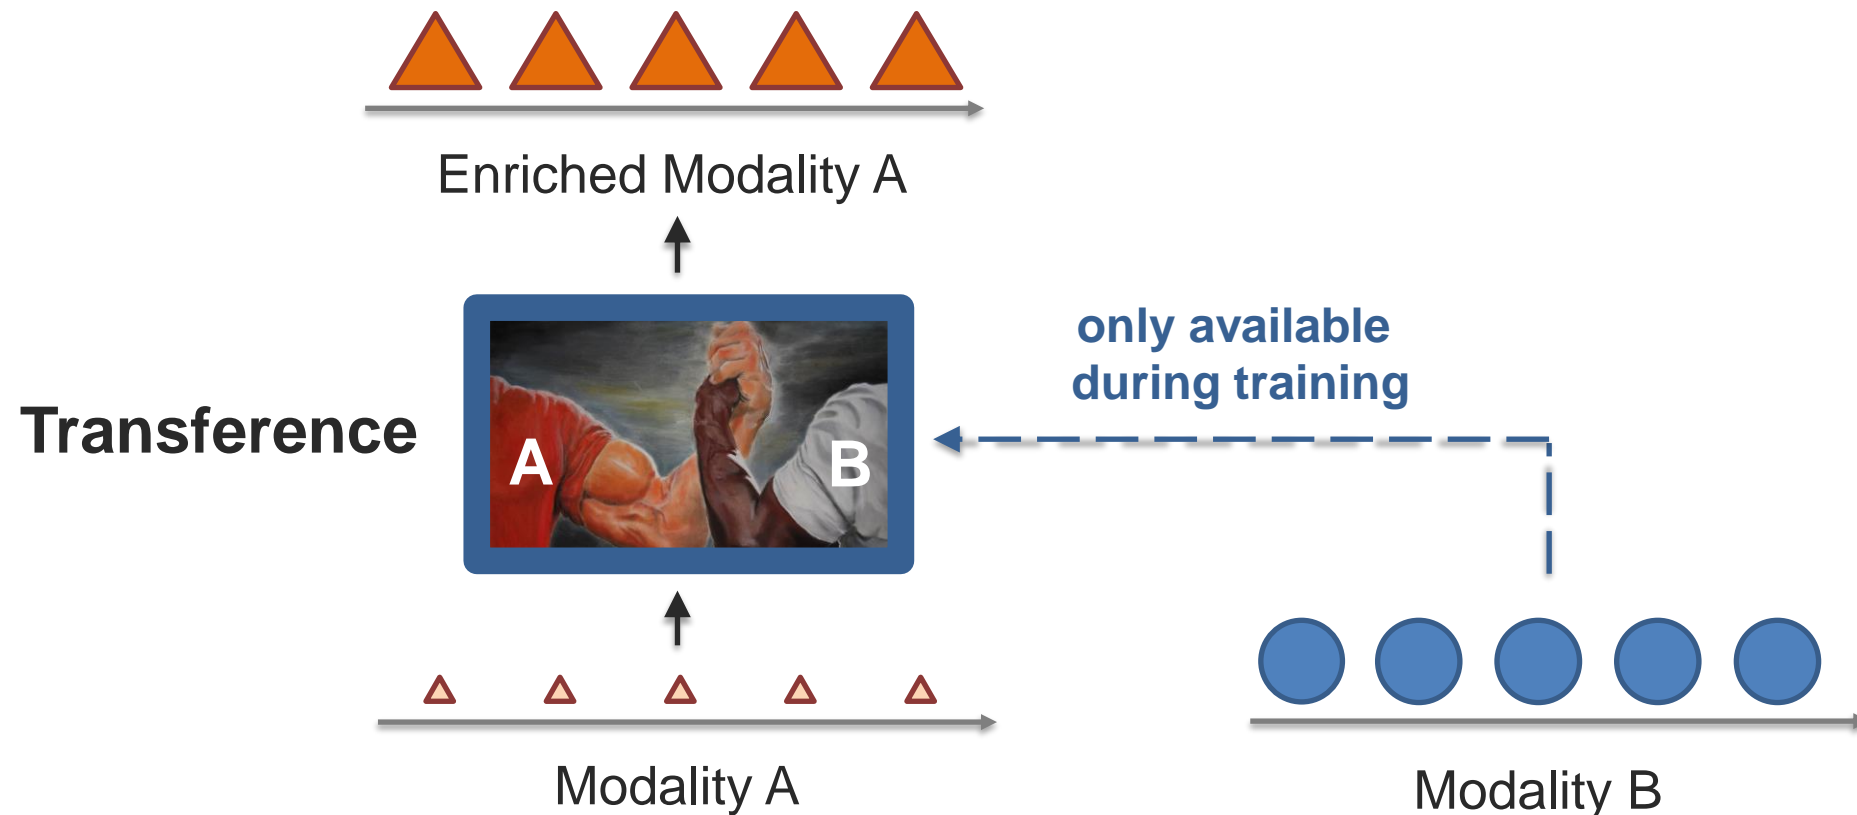 Enriched Modality A
only available
during training
Transference
A
B
Modality A
Modality B